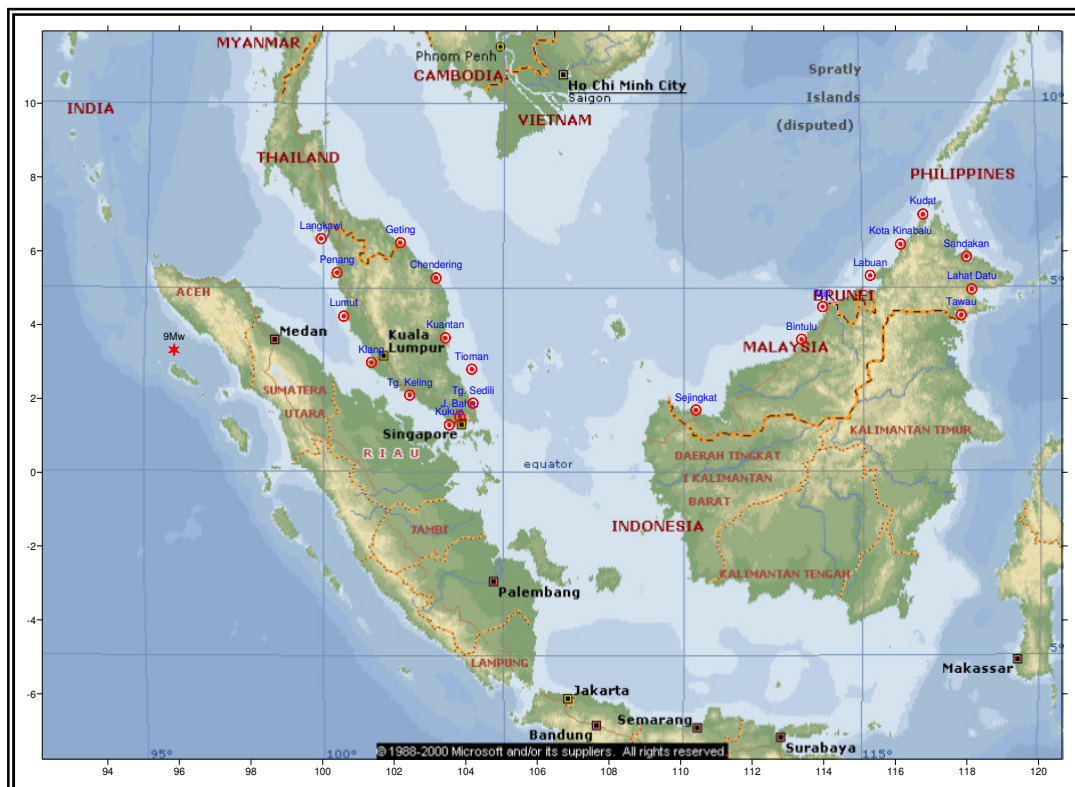 MYANMAR
Phnom Penh
CAMBODIA
Ho Chi Minh City
Saigon
VIETNAM
Spratly
Islands
(disputed)
INDIA
THAILAND
PHILIPPINES
Kudat
Langkawi
Geting
Kota Kinabalu
Sandakan
Penang
Chendering
Labuan
Lahat Datu
ACEH
Lumut
BRUNEI
Tawau
9Mw
Medan
Kuala
Lumpur
Kuantan
Bintulu
MALAYSIA
Klang
Tioman
SUMATERA
UTARA
Tg. Keling
Tg. Sedili
Kukup
Sejingkat
Singapore
RIAU
KALIMANTAN TIMUR
DAERAH TINGKAT
I KALIMANTAN
BARAT
equator
JAMBI
INDONESIA
Palembang
KALIMANTAN TENGAH
LAMPUNG
Makassar
Jakarta
Semarang
Bandung
Surabaya
© 1988-2000 Microsoft and/or its suppliers. All rights reserved.
95°
100°
115°
10°
5°
0°
5°
10
8
6
4
2
0
-2
-4
-6
94
96
98
100
102
104
106
108
110
112
114
116
118
120